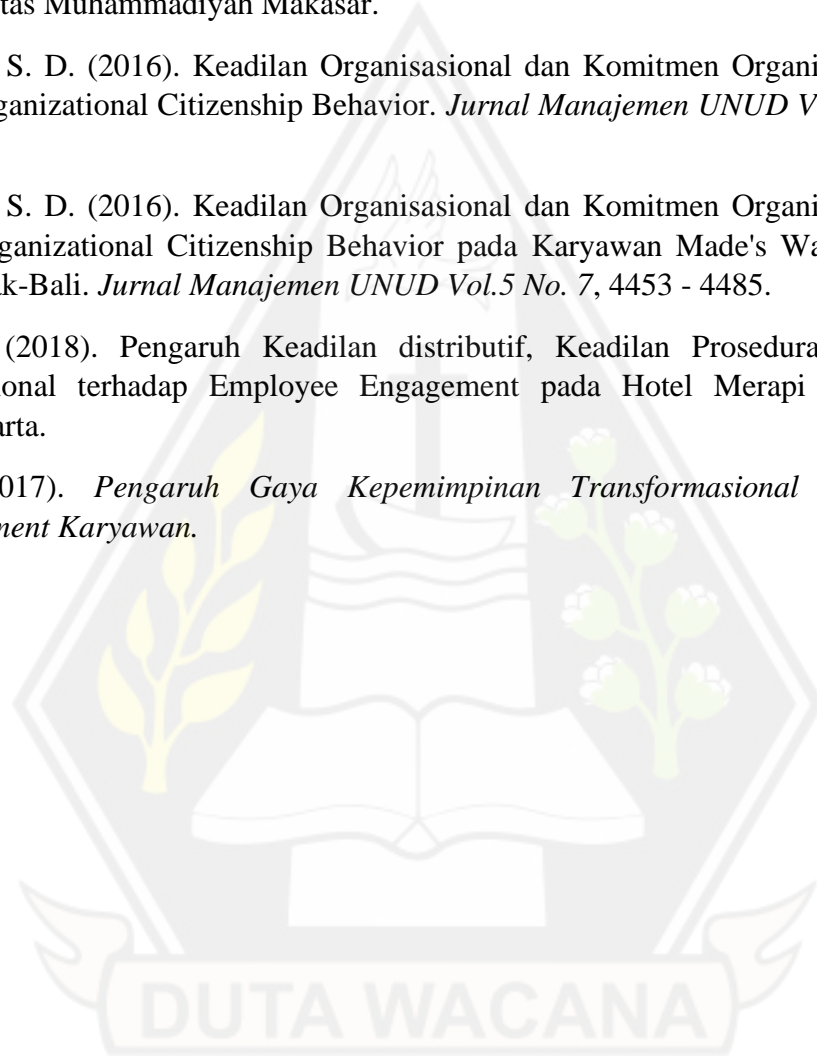 tas Muhammadiyah Makasar.
S. D. (2016). Keadilan Organisasional dan Komitmen Organi
ganizational Citizenship Behavior. Jurnal Manajemen UNUD V
S. D. (2016). Keadilan Organisasional dan Komitmen Organi
rganizational Citizenship Behavior pada Karyawan Made's Wa
ak-Bali. Jurnal Manajemen UNUD Vol.5 No. 7, 4453 - 4485.
(2018). Pengaruh Keadilan distributif, Keadilan Prosedura
ional terhadap Employee Engagement pada Hotel Merapi
arta.
017). Pengaruh Gaya Kepemimpinan Transformasional
ment Karyawan.
DUTA WACANA